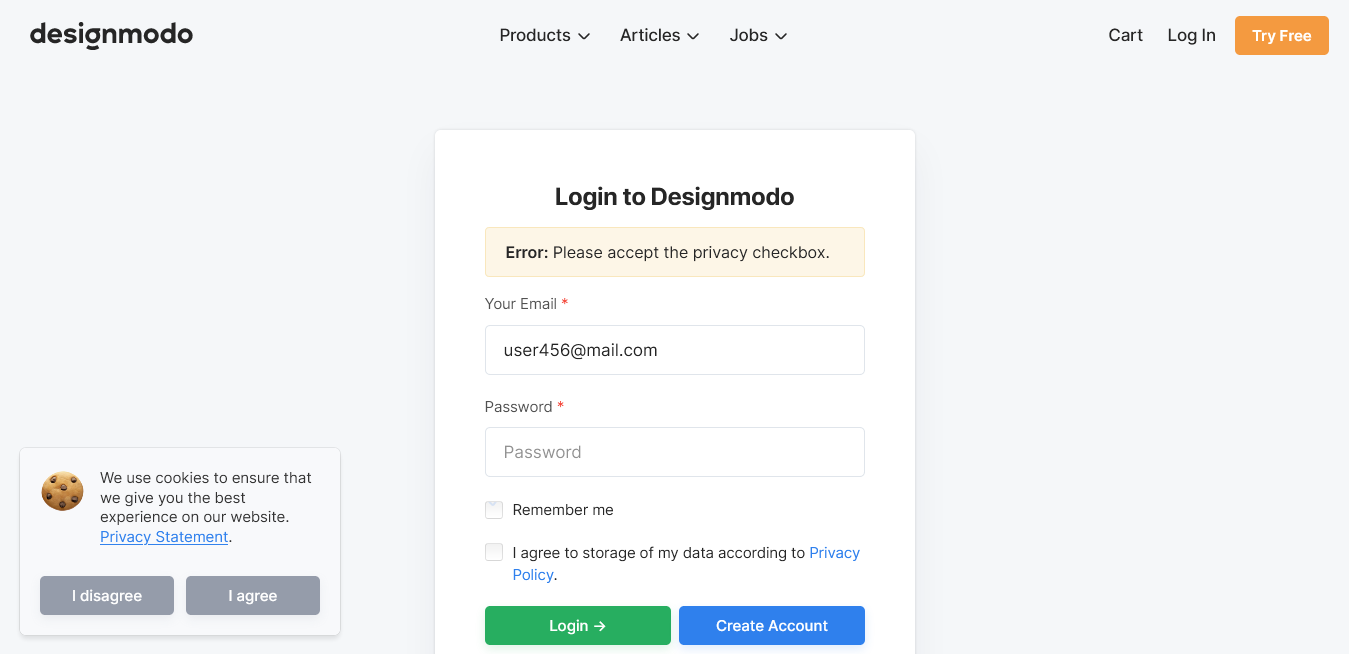 designmodo
Products
Articles
Jobs
Cart
Log In
Try Free
Login to Designmodo
Error: Please accept the privacy checkbox.
Your Email *
user456@mail.com
Password *
Password
Remember me
I agree to storage of my data according to Privacy
Policy.
Login →
Create Account
We use cookies to ensure that
we give you the best
experience on our website.
Privacy Statement.
I disagree
I agree